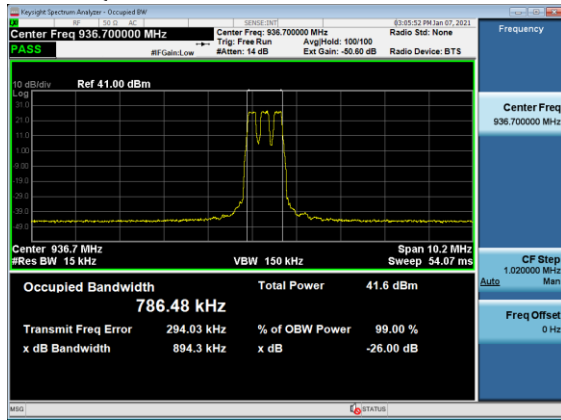 Keysight Spectrum Analyzer - Occupied BW
RF 50 Ω AC SENSE:INT 03:05:52 PM Jan 07, 2021
Center Freq 936.700000 MHz Center Freq: 936.700000 MHz Radio Std: None
PASS Trig: Free Run Avg|Hold: 100/100
#IFGain:Low #Atten: 14 dB Ext Gain: -50.60 dB Radio Device: BTS
Frequency
10 dB/div Ref 41.00 dBm
Log
31.0
21.0
11.0
1.00
-9.00
-19.0
-29.0
-39.0
-49.0
Center Freq
936.700000 MHz
Center 936.7 MHz Span 10.2 MHz
#Res BW 15 kHz VBW 150 kHz Sweep 54.07 ms
CF Step
1.020000 MHz
Auto Man
Occupied Bandwidth Total Power 41.6 dBm
786.48 kHz
Transmit Freq Error 294.03 kHz % of OBW Power 99.00 %
x dB Bandwidth 894.3 kHz x dB -26.00 dB
Freq Offset
0 Hz
MSG STATUS